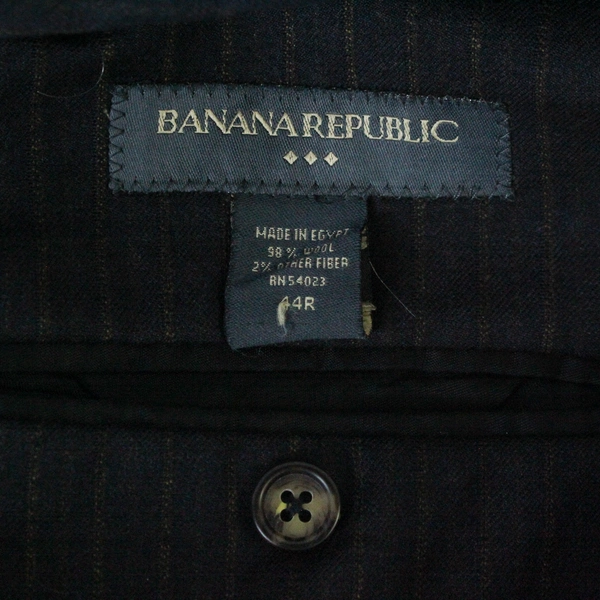 BANANA REPUBLIC
MADE IN EGYPT
98% WOOL
2% OTHER FIBER
RN54023
44R